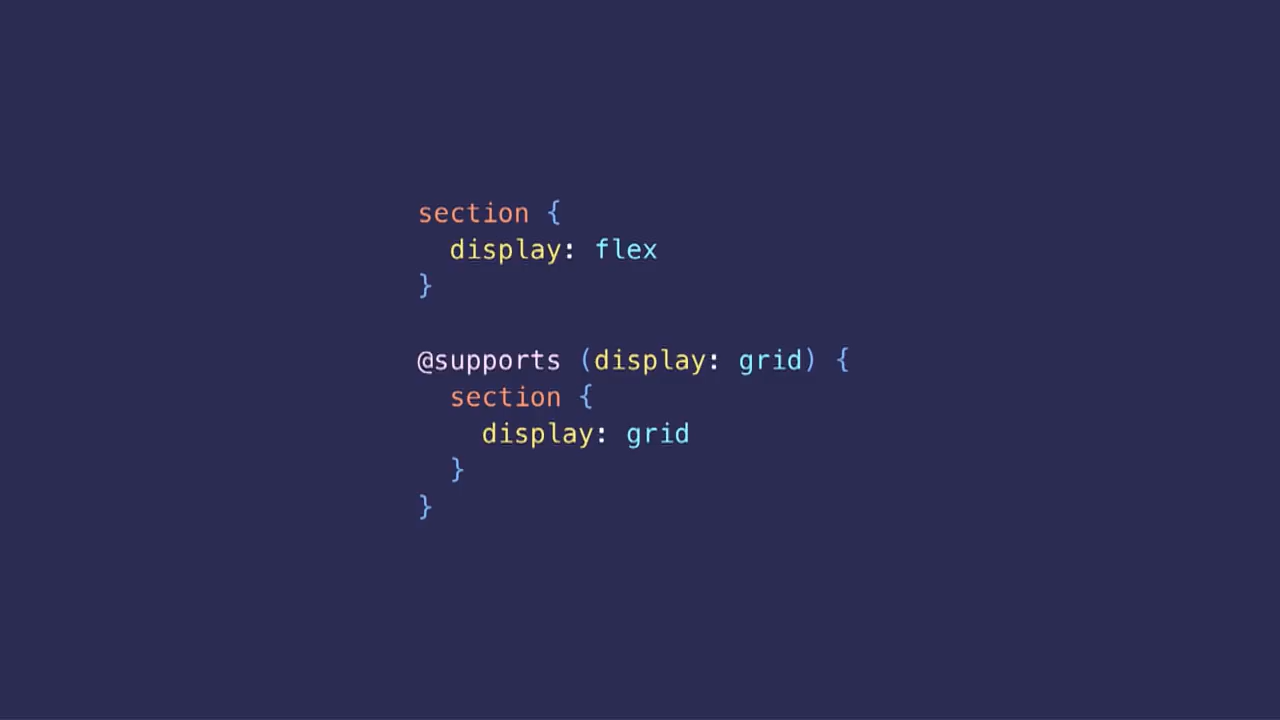 section {
  display: flex
}

@supports (display: grid) {
  section {
    display: grid
  }
}